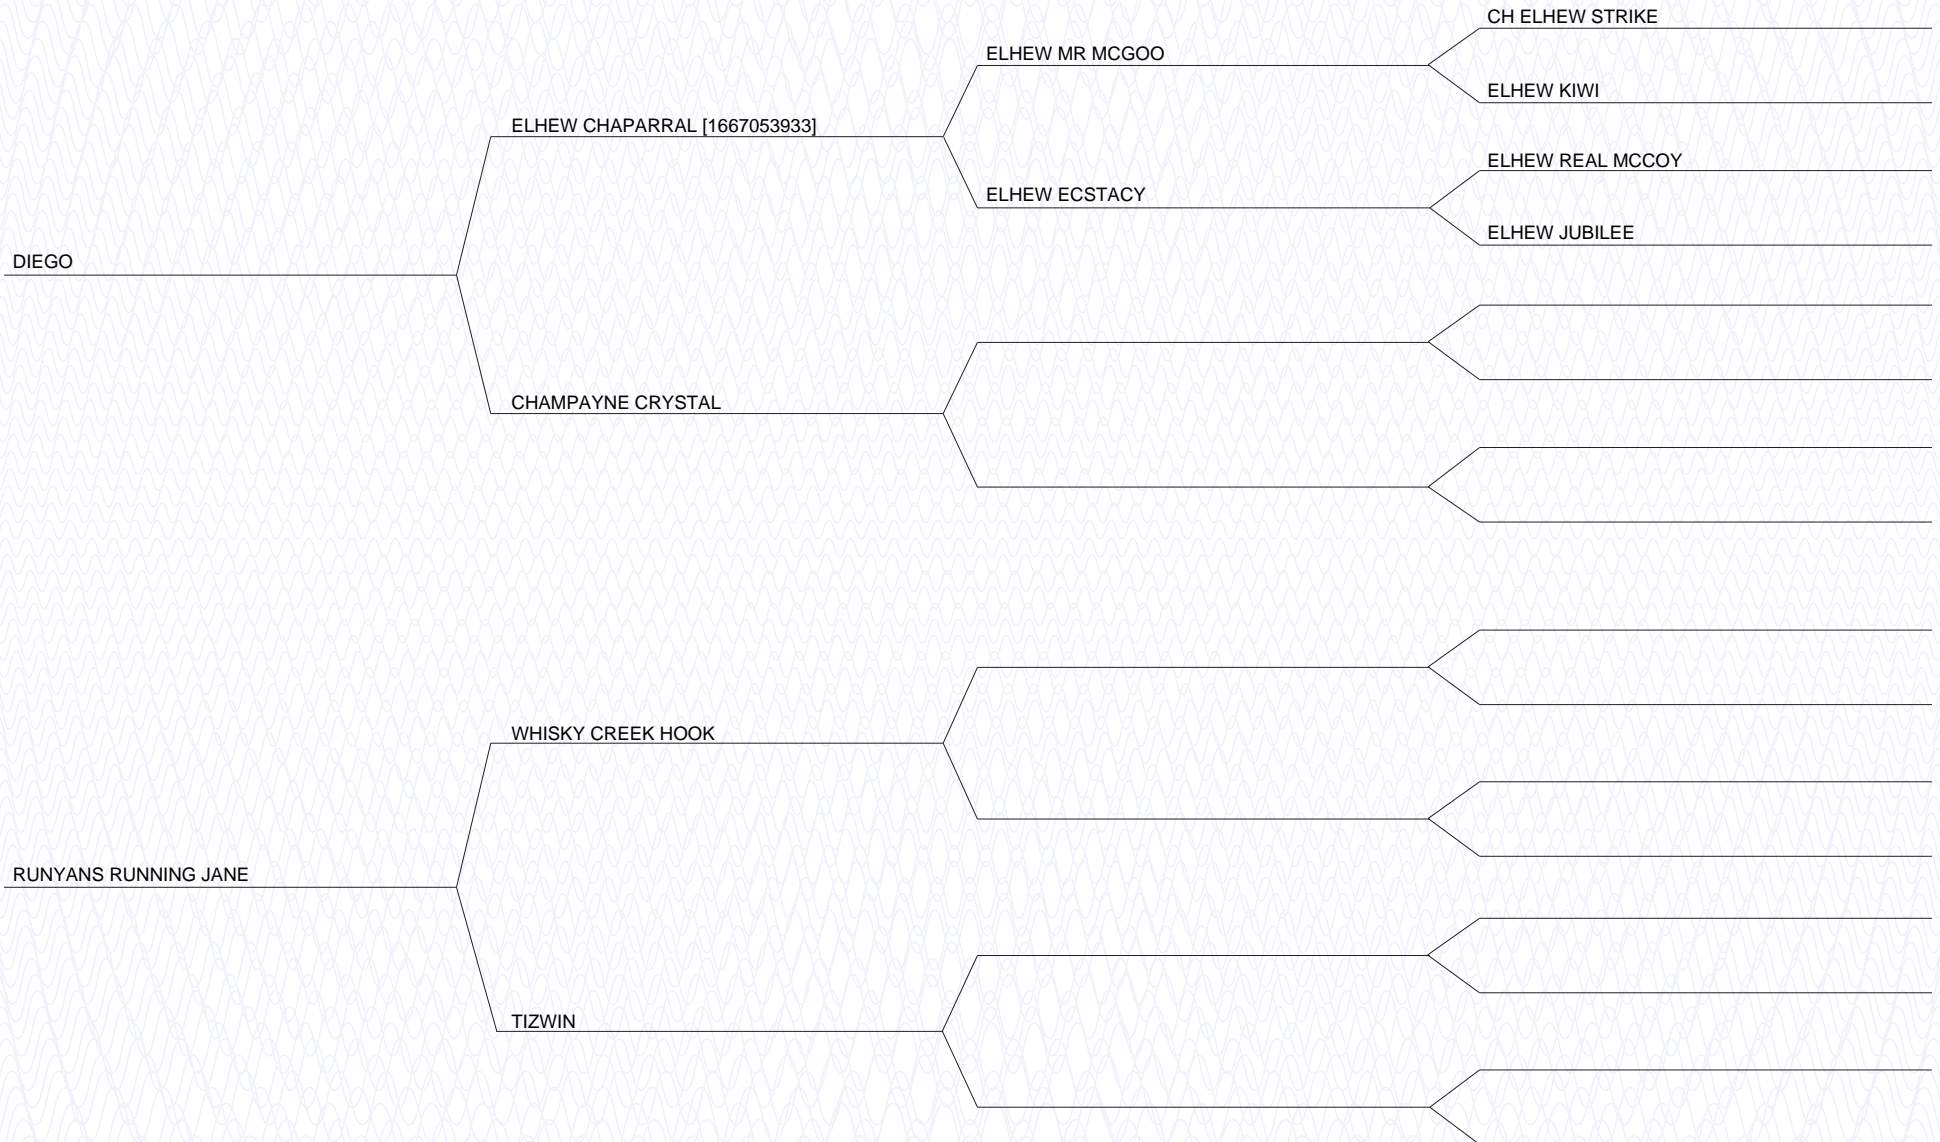 CH ELHEW STRIKE
ELHEW MR MCGOO
ELHEW KIWI
ELHEW CHAPARRAL [1667053933]
ELHEW REAL MCCOY
ELHEW ECSTACY
ELHEW JUBILEE
DIEGO
CHAMPAYNE CRYSTAL
WHISKY CREEK HOOK
RUNYANS RUNNING JANE
TIZWIN